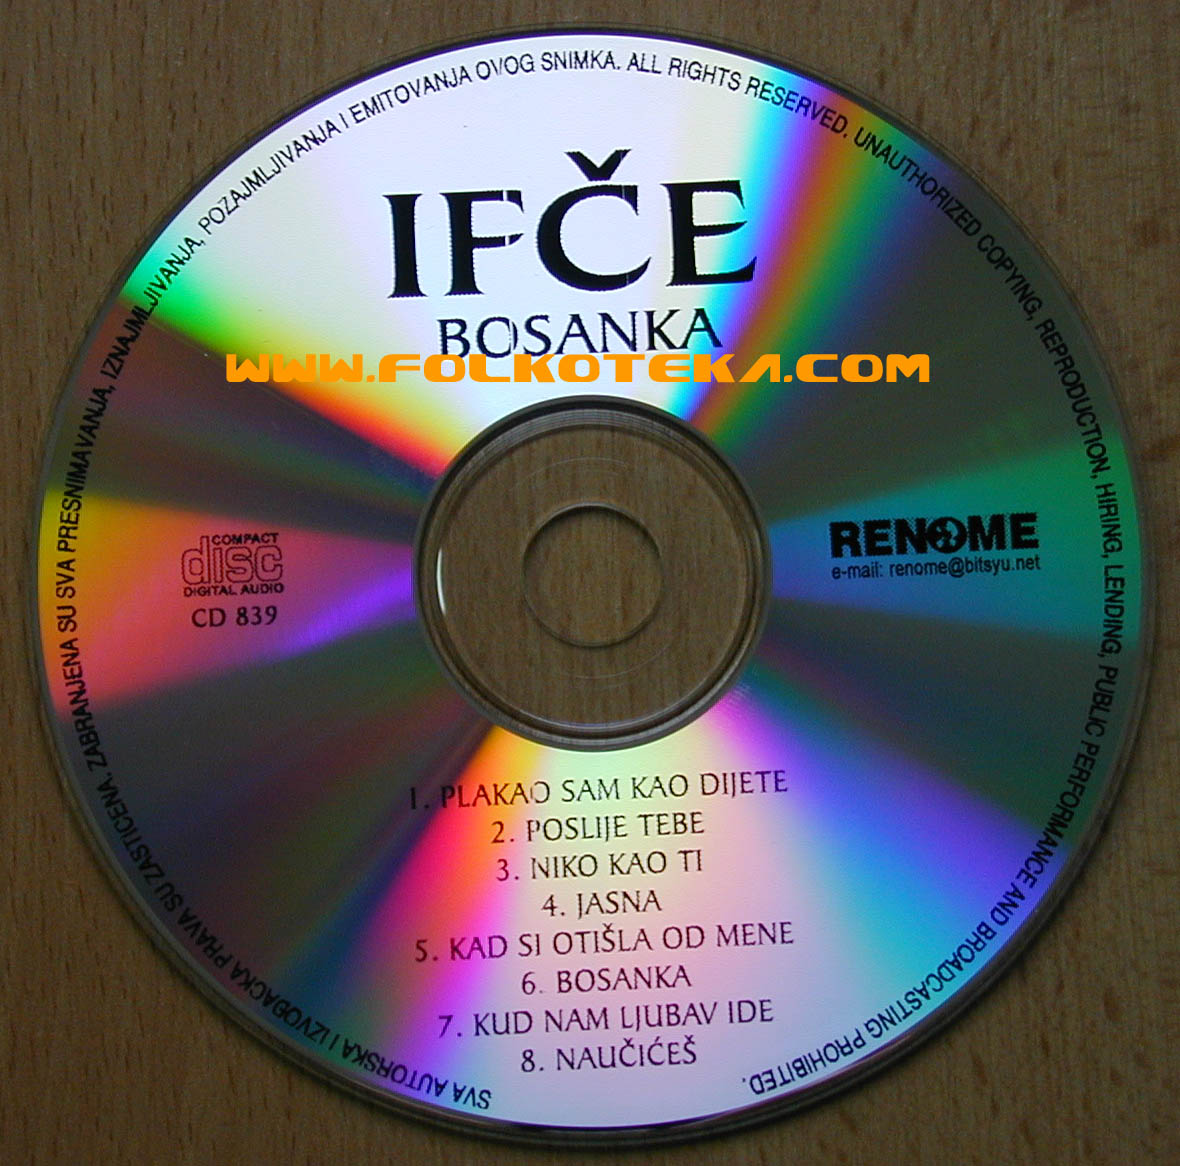 SVA AUTORSKA I IZVOĐAČKA PRAVA SU ZASTICENA. ZABRANJENA SU SVA PRESNIMAVANJA, IZNAJMLJIVANJA, POZAJMLJIVANJA I EMITOVANJA OVOG SNIMKA. ALL RIGHTS RESERVED. UNAUTHORIZED COPYING, REPRODUCTION, HIRING, LENDING, PUBLIC PERFORMANCE AND BROADCASTING PROHIBITED.
IFČE
BOSANKA
WWW.FOLKOTEKA.COM
COMPACT
disc
DIGITAL AUDIO
CD 839
RENOME
e-mail: renome@bitsyu.net
1. PLAKAO SAM KAO DIJETE
2. POSLIJE TEBE
3. NIKO KAO TI
4. JASNA
5. KAD SI OTIŠLA OD MENE
6. BOSANKA
7. KUD NAM LJUBAV IDE
8. NAUČIĆEŠ